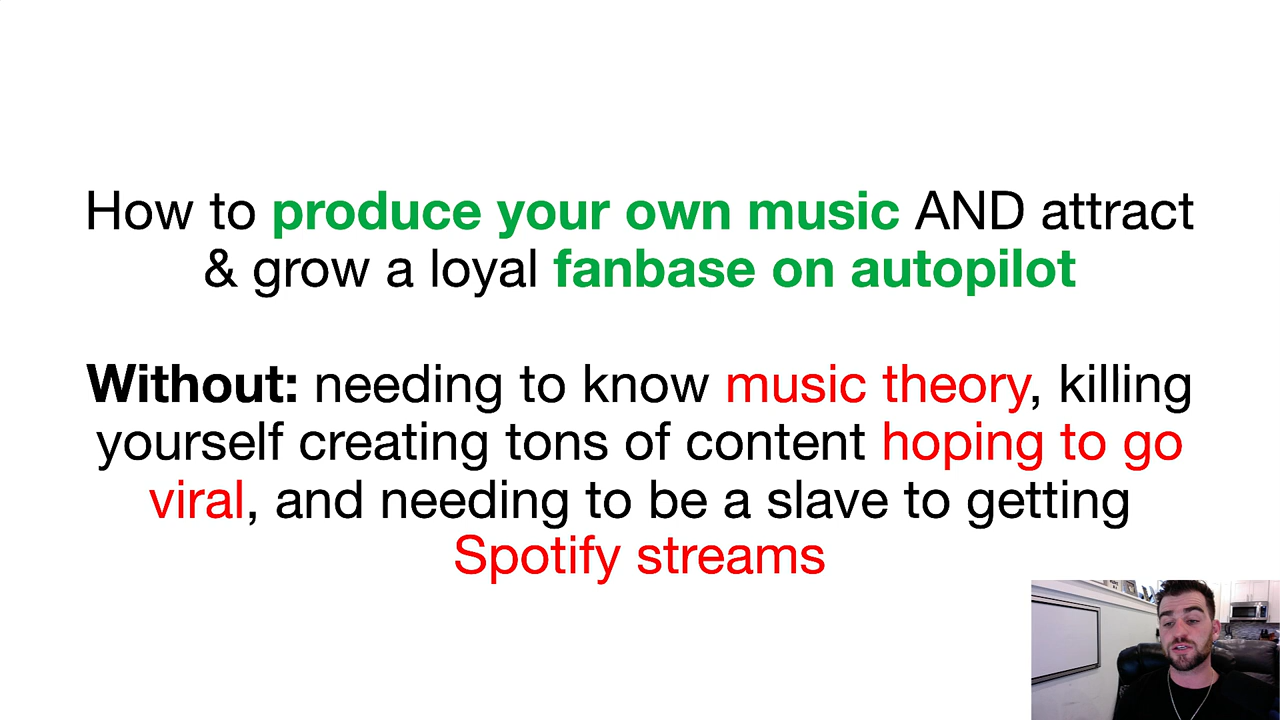 How to produce your own music AND attract
& grow a loyal fanbase on autopilot
Without: needing to know music theory, killing
yourself creating tons of content hoping to go
viral, and needing to be a slave to getting
Spotify streams